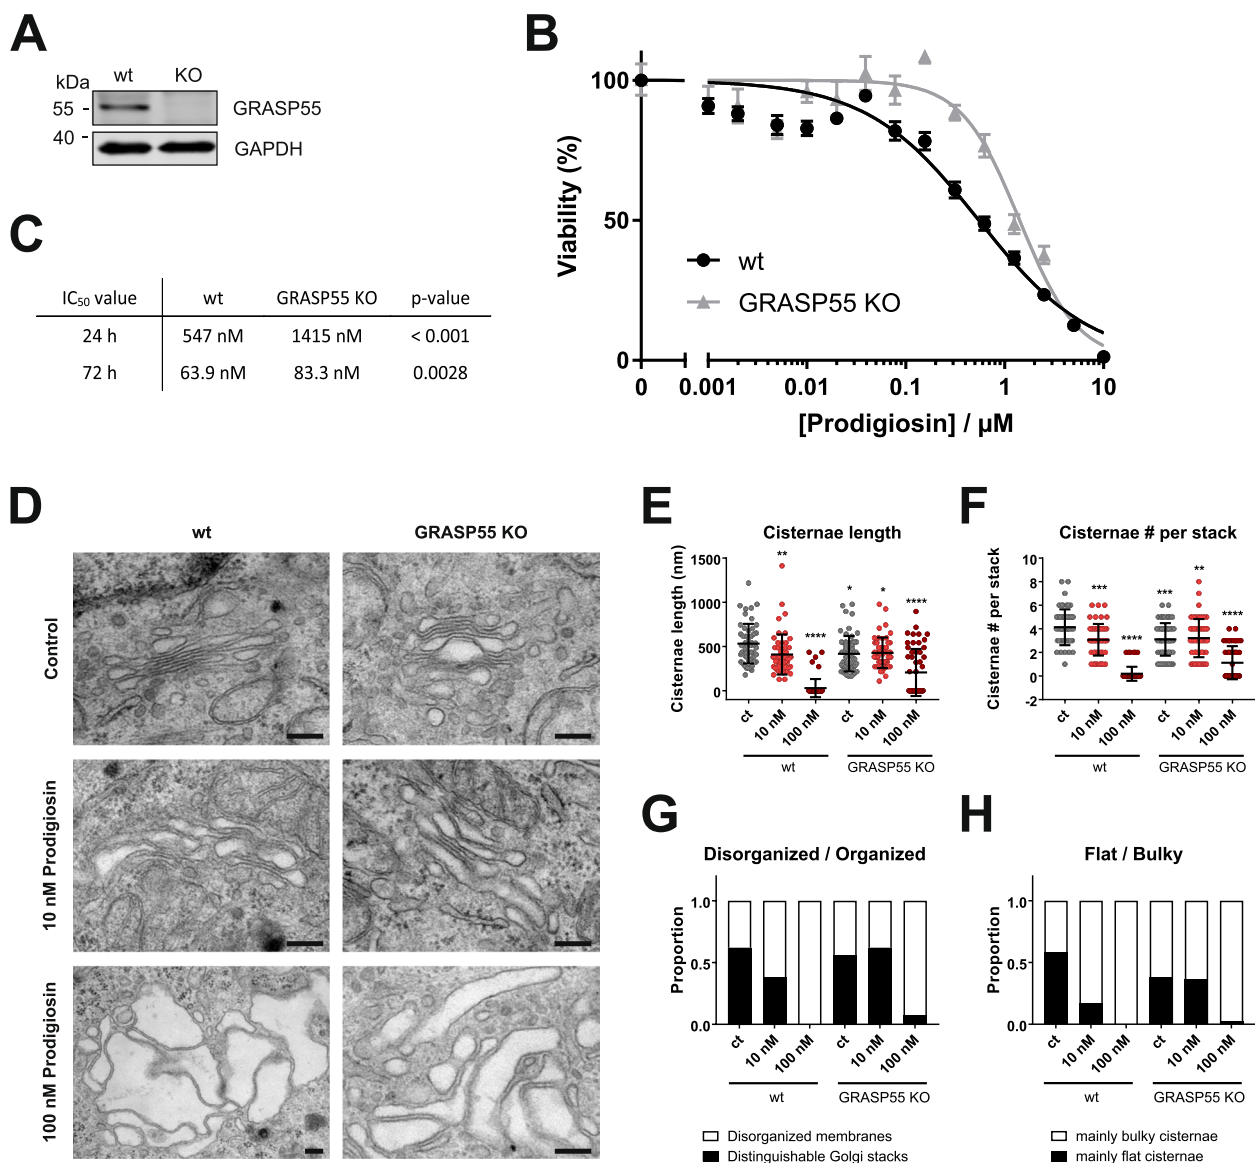 A
kDa
wt
KO
55 -
GRASP55
40 -
GAPDH
B
Viability (%)
100
50
0
wt
GRASP55 KO
0 0.001 0.01 0.1 1 10
[Prodigiosin] / µM
C
IC50 value wt GRASP55 KO p-value
24 h 547 nM 1415 nM < 0.001
72 h 63.9 nM 83.3 nM 0.0028
D
wt
GRASP55 KO
Control
10 nM Prodigiosin
100 nM Prodigiosin
E
Cisternae length
Cisternae length (nm)
1500
1000
500
0
** **** * * ****
ct 10 nM 100 nM ct 10 nM 100 nM
wt GRASP55 KO
F
Cisternae # per stack
Cisternae # per stack
10
8
6
4
2
0
-2
*** **** *** ** ****
ct 10 nM 100 nM ct 10 nM 100 nM
wt GRASP55 KO
G
Disorganized / Organized
Proportion
1.0
0.5
0.0
ct 10 nM 100 nM ct 10 nM 100 nM
wt GRASP55 KO
Disorganized membranes
Distinguishable Golgi stacks
H
Flat / Bulky
Proportion
1.0
0.5
0.0
ct 10 nM 100 nM ct 10 nM 100 nM
wt GRASP55 KO
mainly bulky cisternae
mainly flat cisternae